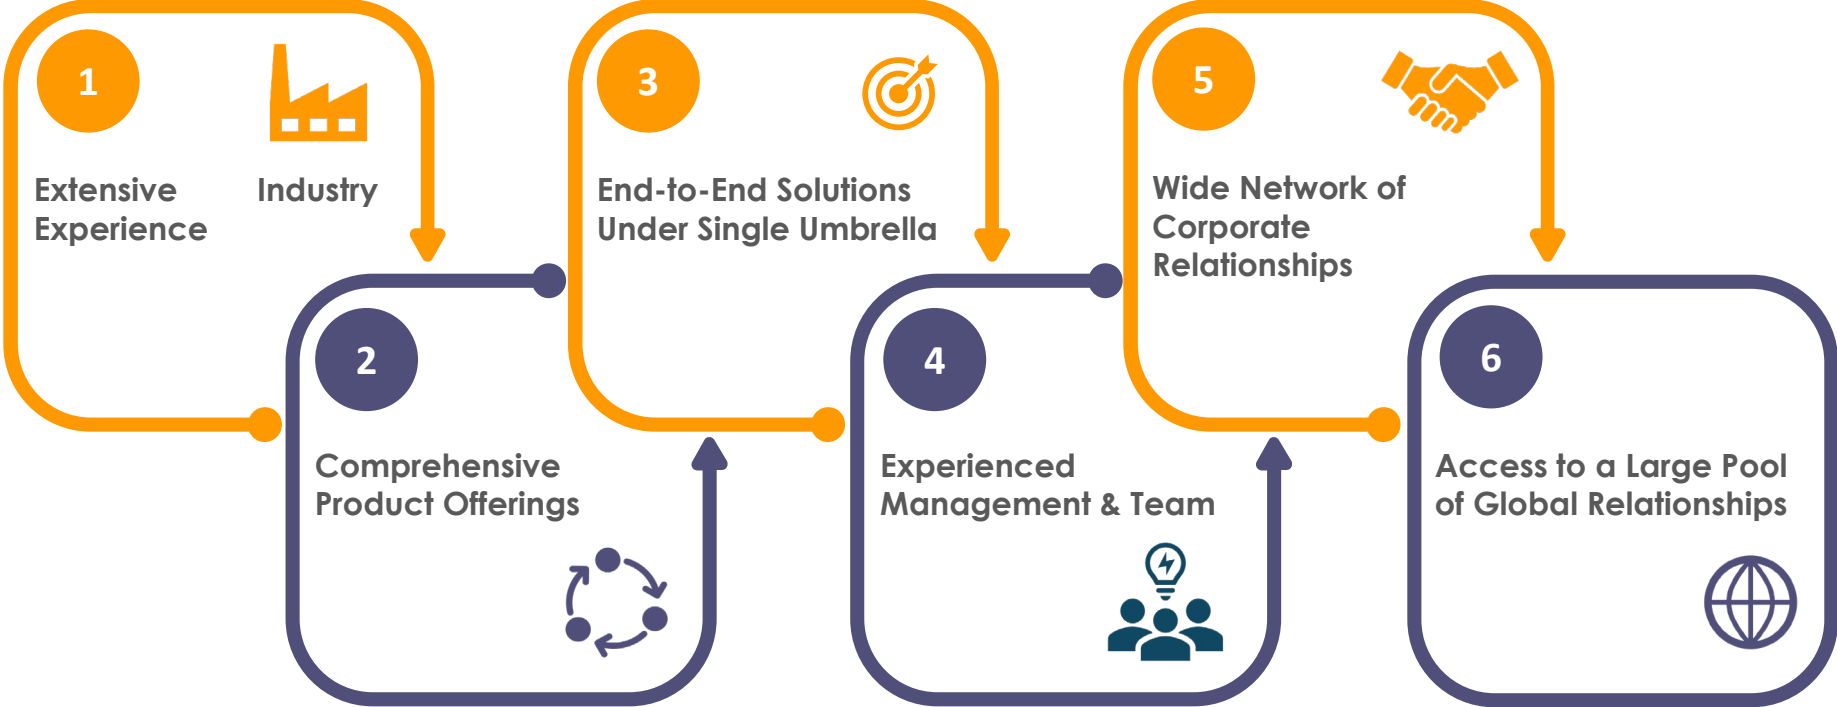 1
Extensive Industry
Experience
2
Comprehensive
Product Offerings
3
End-to-End Solutions
Under Single Umbrella
4
Experienced
Management & Team
5
Wide Network of
Corporate
Relationships
6
Access to a Large Pool
of Global Relationships